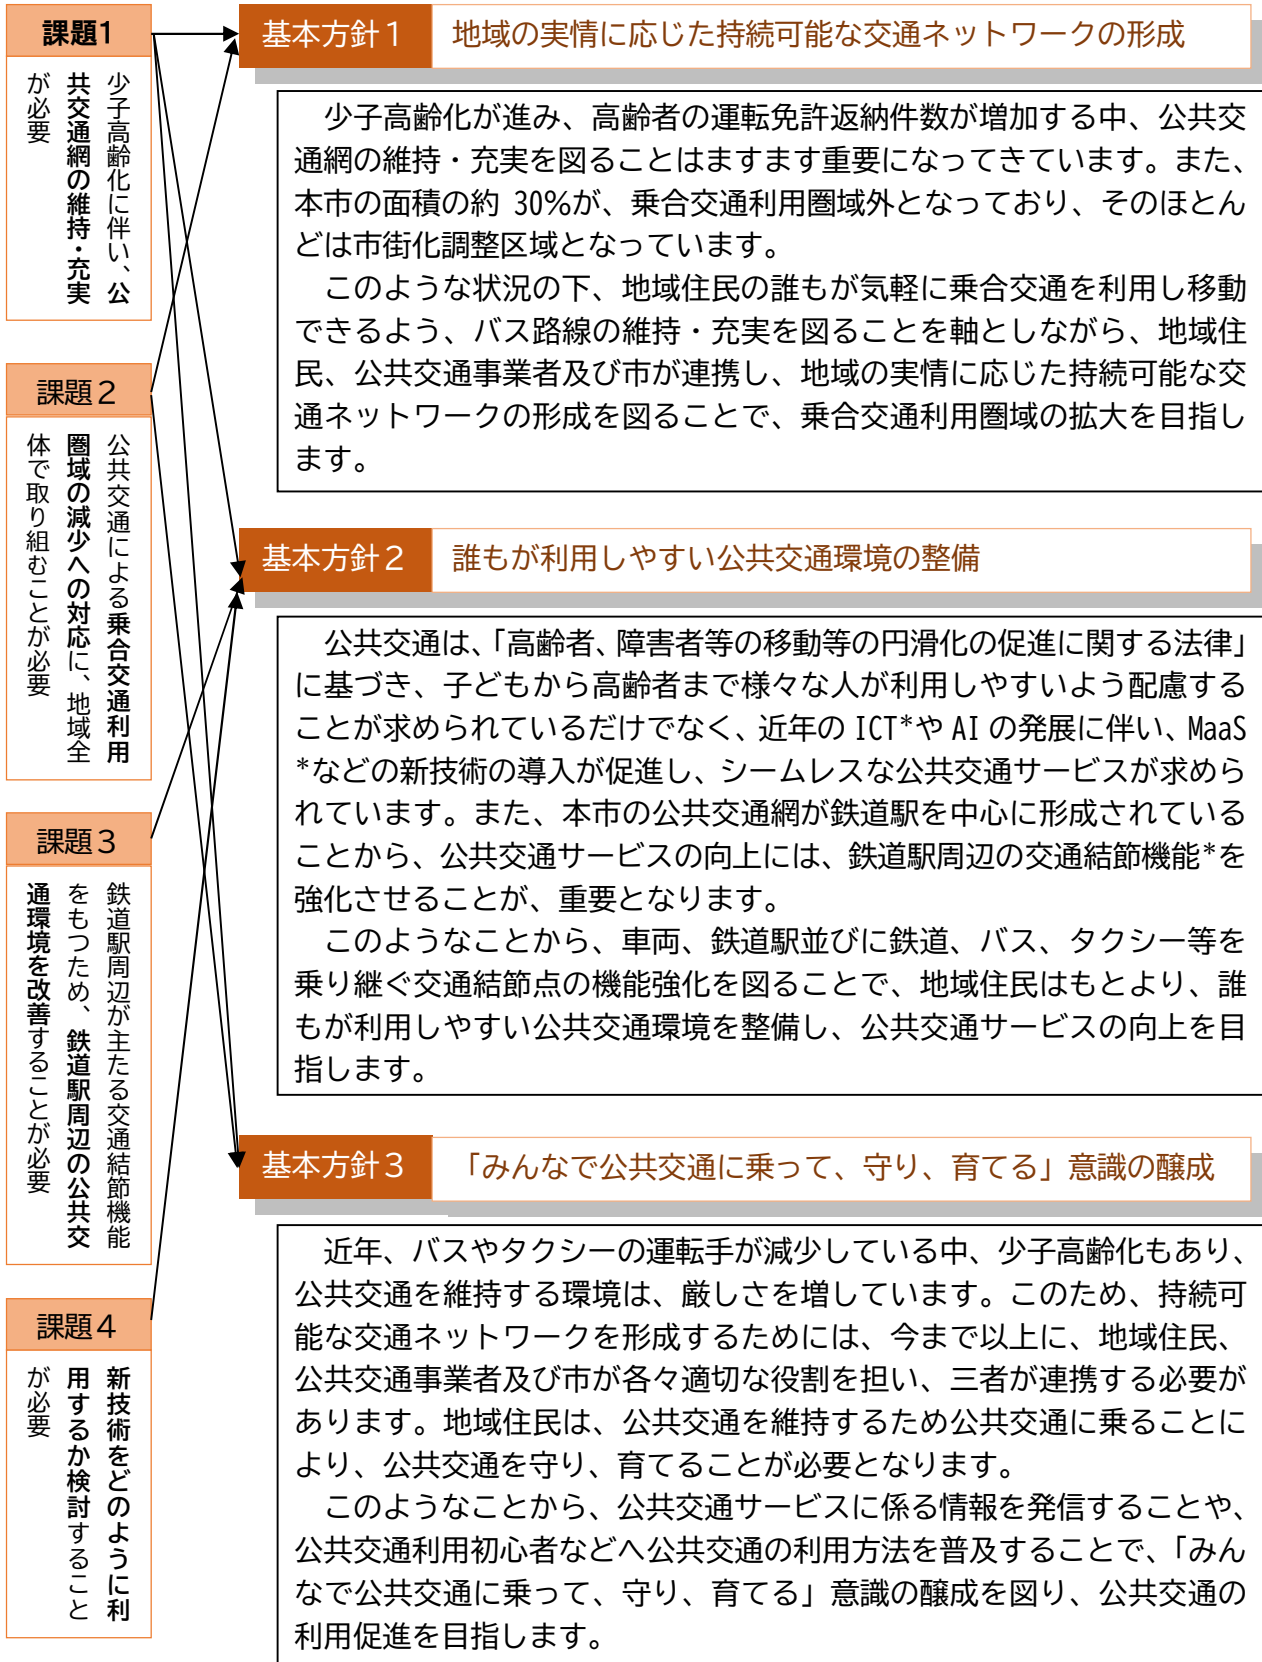 課題1
少子高齢化に伴い、公
共交通網の維持・充実
が必要
課題２
公共交通による乗合交通利用
圏域の減少への対応に、地域全
体で取り組むことが必要
課題３
鉄道駅周辺が主たる交通結節機能
をもつため、鉄道駅周辺の公共交
通環境を改善することが必要
課題４
新技術をどのように利
用するか検討すること
が必要
基本方針１ 地域の実情に応じた持続可能な交通ネットワークの形成
少子高齢化が進み、高齢者の運転免許返納件数が増加する中、公共交
通網の維持・充実を図ることはますます重要になってきています。また、
本市の面積の約 30％が、乗合交通利用圏域外となっており、そのほとん
どは市街化調整区域となっています。
このような状況の下、地域住民の誰もが気軽に乗合交通を利用し移動
できるよう、バス路線の維持・充実を図ることを軸としながら、地域住
民、公共交通事業者及び市が連携し、地域の実情に応じた持続可能な交
通ネットワークの形成を図ることで、乗合交通利用圏域の拡大を目指し
ます。
基本方針２ 誰もが利用しやすい公共交通環境の整備
公共交通は、「高齢者、障害者等の移動等の円滑化の促進に関する法律」
に基づき、子どもから高齢者まで様々な人が利用しやすいよう配慮する
ことが求められているだけでなく、近年の ICT*や AI の発展に伴い、MaaS
*などの新技術の導入が促進し、シームレスな公共交通サービスが求めら
れています。また、本市の公共交通網が鉄道駅を中心に形成されている
ことから、公共交通サービスの向上には、鉄道駅周辺の交通結節機能*を
強化させることが、重要となります。
このようなことから、車両、鉄道駅並びに鉄道、バス、タクシー等を
乗り継ぐ交通結節点の機能強化を図ることで、地域住民はもとより、誰
もが利用しやすい公共交通環境を整備し、公共交通サービスの向上を目
指します。
基本方針３ 「みんなで公共交通に乗って、守り、育てる」意識の醸成
近年、バスやタクシーの運転手が減少している中、少子高齢化もあり、
公共交通を維持する環境は、厳しさを増しています。このため、持続可
能な交通ネットワークを形成するためには、今まで以上に、地域住民、
公共交通事業者及び市が各々適切な役割を担い、三者が連携する必要が
あります。地域住民は、公共交通を維持するため公共交通に乗ることに
より、公共交通を守り、育てることが必要となります。
このようなことから、公共交通サービスに係る情報を発信することや、
公共交通利用初心者などへ公共交通の利用方法を普及することで、「みん
なで公共交通に乗って、守り、育てる」意識の醸成を図り、公共交通の
利用促進を目指します。